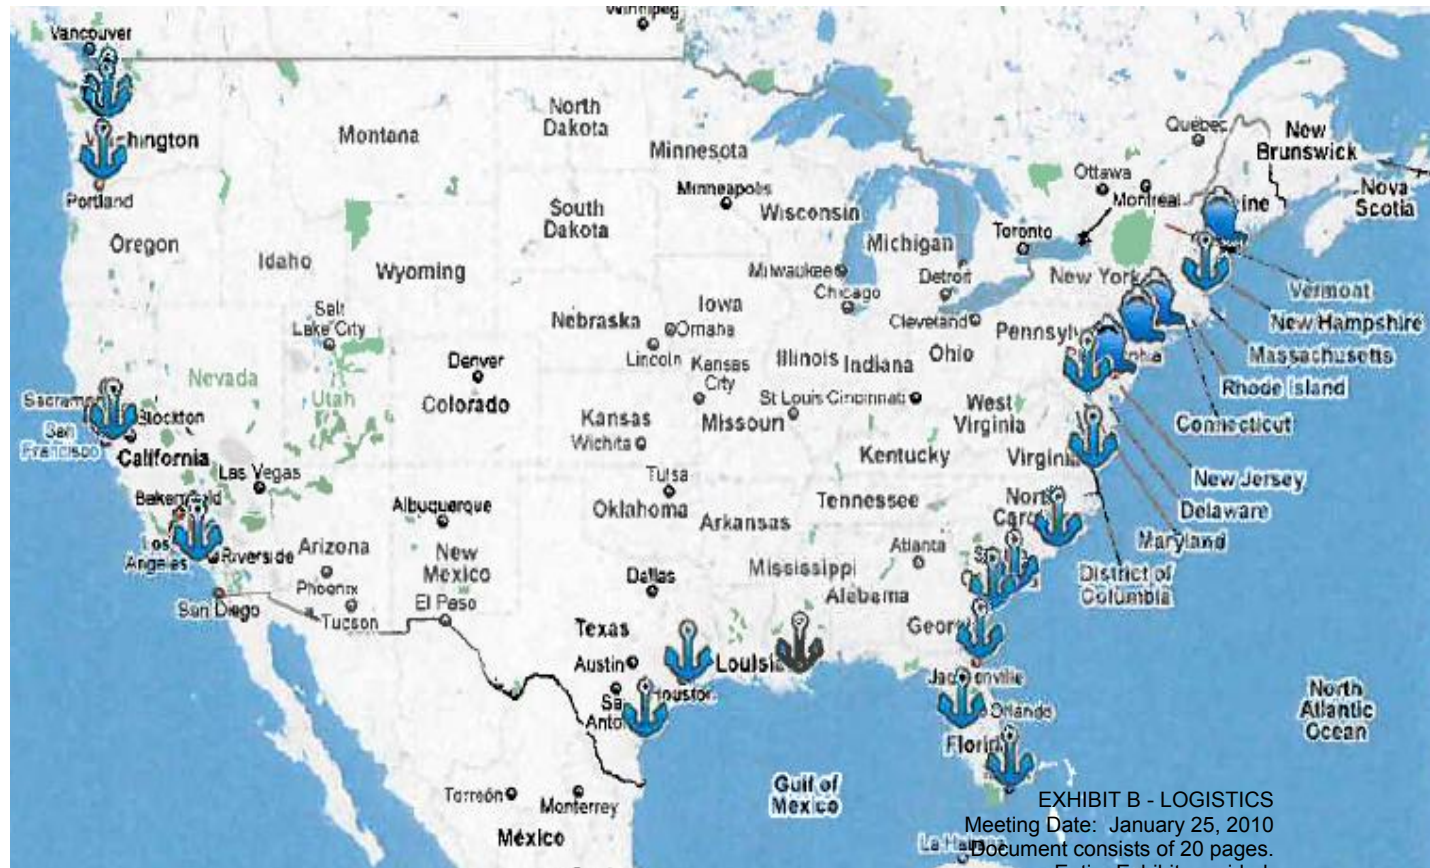 Winnipeg
Vancouver
North
Dakota
Montana
Québec
New
Brunswick
Minnesota
Ottawa
Montréal
Nova
Scotia
Portland
Minneapolis
South
Dakota
Wisconsin
Toronto
Oregon
Michigan
Idaho
Wyoming
Milwaukee
Detroit
New York
Chicago
Vermont
Salt
Lake City
Iowa
Nebraska
Omaha
Cleveland
New Hampshire
Lincoln
Illinois
Indiana
Ohio
Massachusetts
Denver
Kansas
City
Nevada
Rhode Island
Utah
Colorado
St Louis
Cincinnati
West
Virginia
Stockton
San
Francisco
Kansas
Missouri
Connecticut
Wichita
California
Kentucky
Virginia
Las Vegas
Tulsa
New Jersey
Albuquerque
Oklahoma
Tennessee
Delaware
Arkansas
Maryland
Los
Angeles
Riverside
Arizona
New
Mexico
Atlanta
Mississippi
Dallas
Phoenix
District of
Columbia
San Diego
El Paso
Alabama
Tucson
Texas
Austin
North
Atlantic
Ocean
Orlando
Gulf of
Mexico
Torreón
Monterrey
México
EXHIBIT B - LOGISTICS
Meeting Date: January 25, 2010
Document consists of 20 pages.